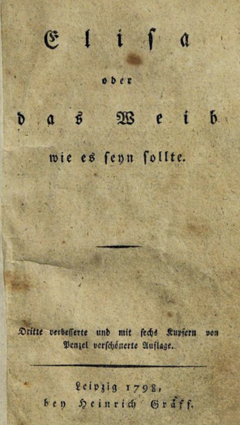 Elisa
oder
das Weib
wie es seyn sollte.
Dritte verbesserte und mit sechs Kupfern von
Penzel verschönerte Auflage.
Leipzig 1798,
bey Heinrich Gräff.